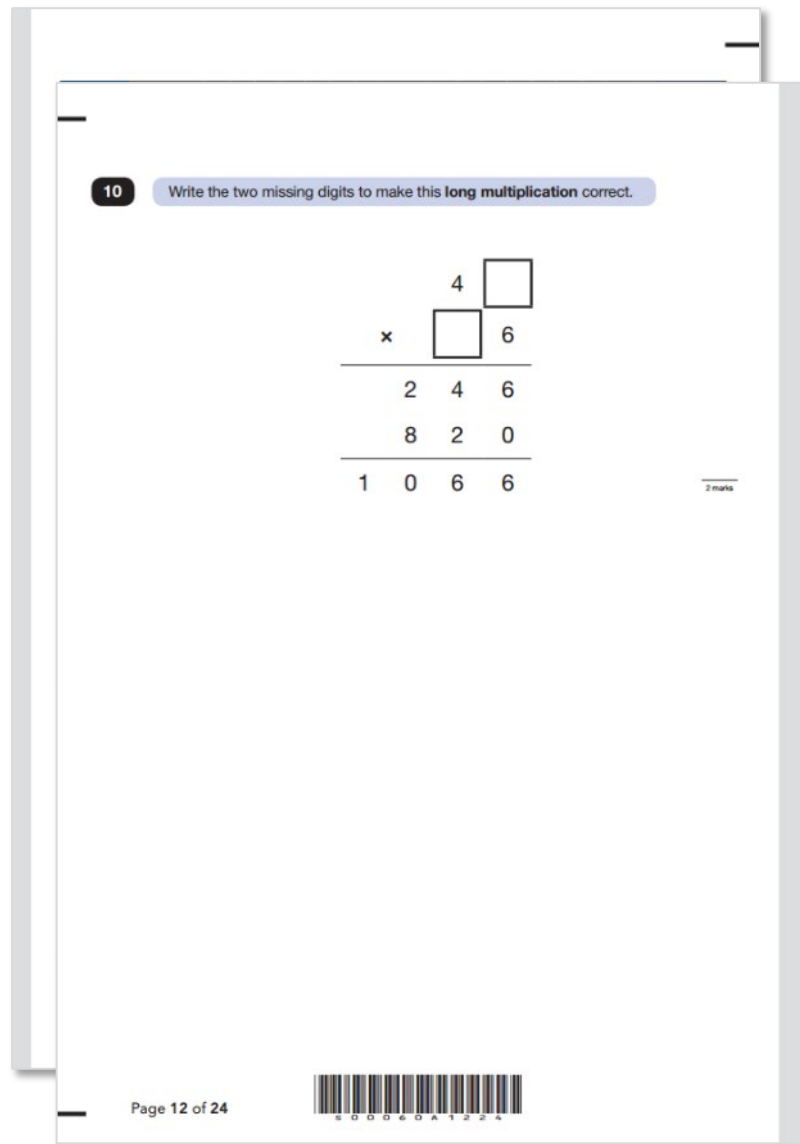 10 Write the two missing digits to make this long multiplication correct.
4
× 6
2 4 6
8 2 0
1 0 6 6
2 marks
Page 12 of 24
S00060A1224